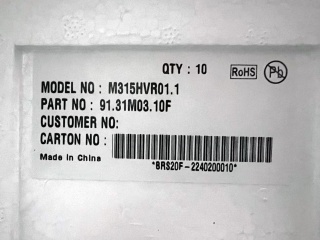 QTY : 10 RoHS Pb
MODEL NO : M315HVR01.1
PART NO : 91.31M03.10F
CUSTOMER NO:
CARTON NO :
*8RS20F-2240200010*
Made in China